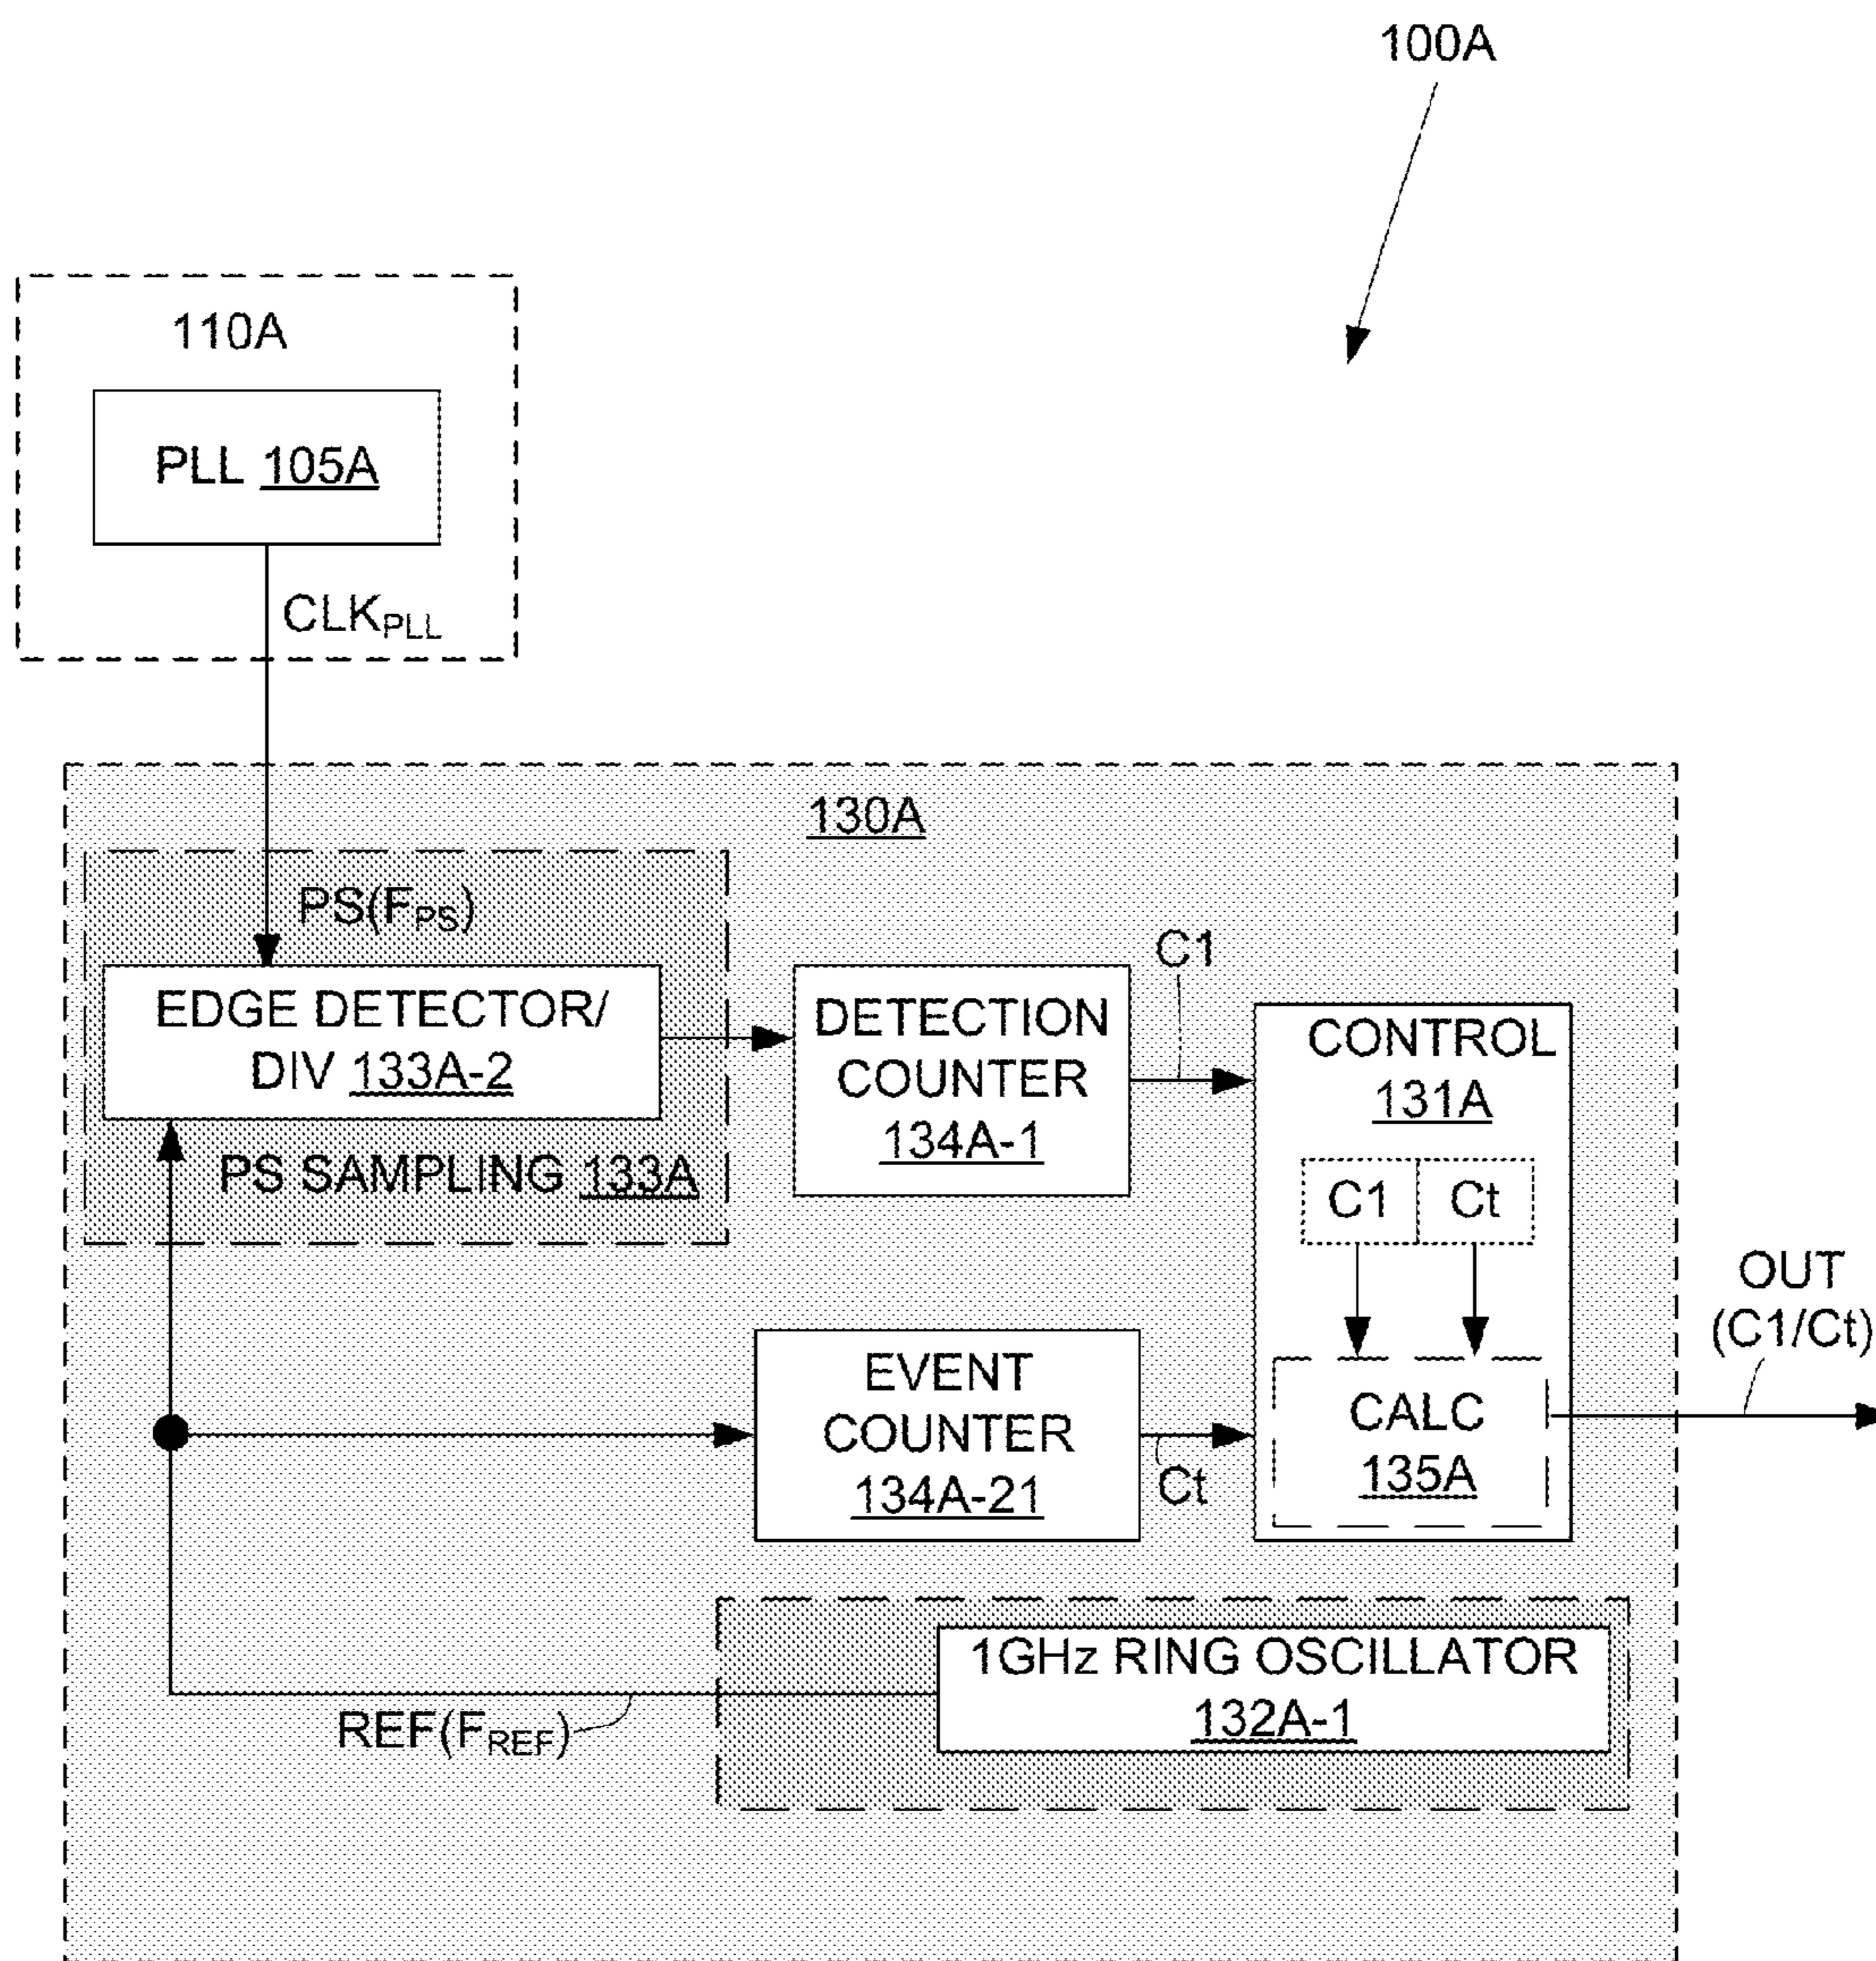 100A
110A
PLL 105A
CLKPLL
130A
PS(FPS)
EDGE DETECTOR/
DIV 133A-2
PS SAMPLING 133A
DETECTION
COUNTER
134A-1
C1
CONTROL
131A
C1 Ct
CALC
135A
OUT
(C1/Ct)
EVENT
COUNTER
134A-21
Ct
1GHz RING OSCILLATOR
132A-1
REF(FREF)